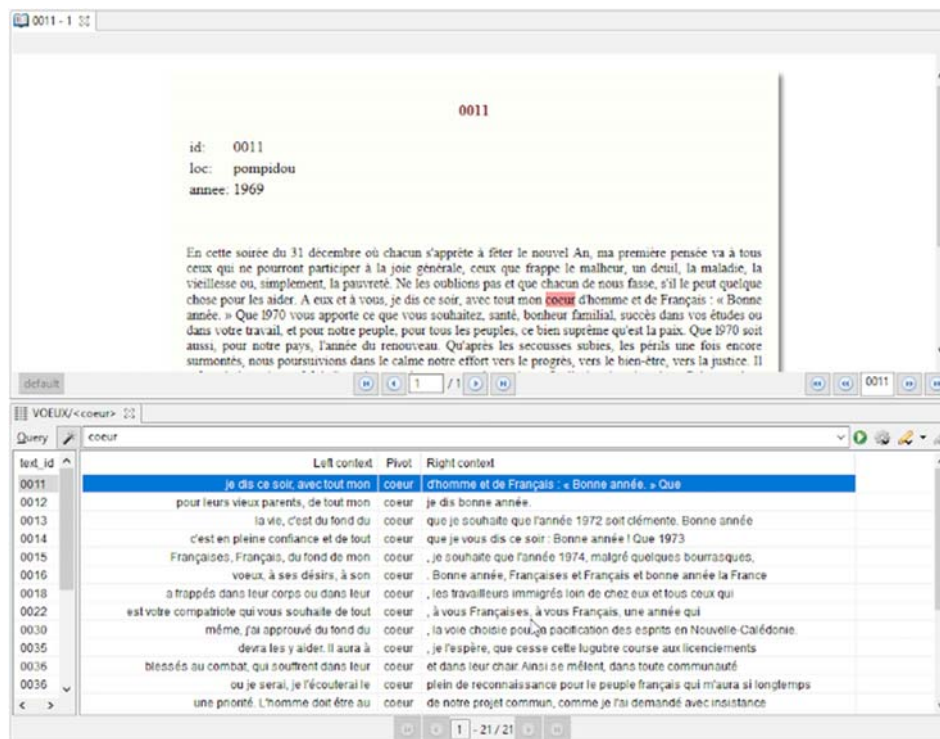 0011 - 1
0011
id: 0011
loc: pompidou
annee: 1969
En cette soirée du 31 décembre où chacun s'apprête à fêter le nouvel An, ma première pensée va à tous
ceux qui ne pourront participer à la joie générale, ceux que frappe le malheur, un deuil, la maladie, la
vieillesse ou, simplement, la pauvreté. Ne les oublions pas et que chacun de nous fasse, s'il le peut quelque
chose pour les aider. A eux et à vous, je dis ce soir, avec tout mon coeur d'homme et de Français : « Bonne
année. » Que 1970 vous apporte ce que vous souhaitez, santé, bonheur familial, succès dans vos études ou
dans votre travail, et pour notre peuple, pour tous les peuples, ce bien suprême qu'est la paix. Que 1970 soit
aussi, pour notre pays, l'année du renouveau. Qu'après les secousses subies, les périls une fois encore
surmontés, nous poursuivions dans le calme notre effort vers le progrès, vers le bien-être, vers la justice. Il
default 1 / 1 0011
VOEUX/<coeur>
Query coeur
text_id Left context Pivot Right context
0011 je dis ce soir, avec tout mon coeur d'homme et de Français : « Bonne année. » Que
0012 pour leurs vieux parents, de tout mon coeur je dis bonne année.
0013 la vie, c'est du fond du coeur que je souhaite que l'année 1972 soit clémente. Bonne année
0014 c'est en pleine confiance et de tout coeur que je vous dis ce soir : Bonne année ! Que 1973
0015 Françaises, Français, du fond de mon coeur , je souhaite que l'année 1974, malgré quelques bourrasques,
0016 voeux, à ses désirs, à son coeur . Bonne année, Françaises et Français et bonne année la France
0018 a frappés dans leur corps ou dans leur coeur , les travailleurs immigrés loin de chez eux et tous ceux qui
0022 est votre compatriote qui vous souhaite de tout coeur , à vous Françaises, à vous Français, une année qui
0030 même, j'ai approuvé du fond du coeur , la voie choisie pour la pacification des esprits en Nouvelle-Calédonie.
0035 devra les y aider. Il aura à coeur , je l'espère, que cesse cette lugubre course aux licenciements
0036 blessés au combat, qui souffrent dans leur coeur et dans leur chair. Ainsi se mêlent, dans toute communauté
0036 où je serai, je l'écouterai le coeur plein de reconnaissance pour le peuple français qui m'aura si longtemps
une priorité. L'homme doit être au coeur de notre projet commun, comme je l'ai demandé avec insistance
1 - 21 / 21